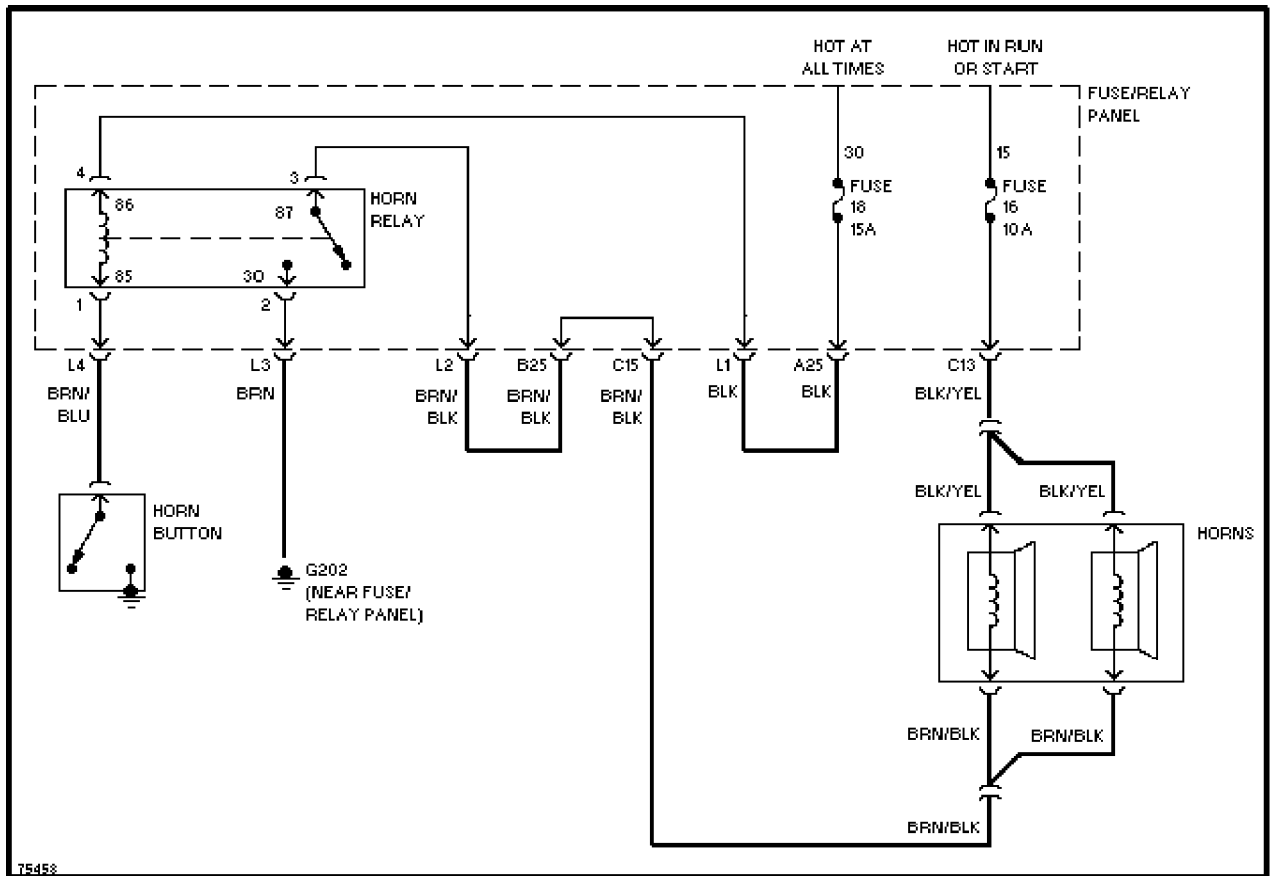 HOT AT
ALL TIMES
HOT IN RUN
OR START
FUSE/RELAY
PANEL
30
FUSE
18
15A
15
FUSE
16
10A
4
3
86
87
HORN
RELAY
85
30
1
2
L4
L3
L2
B25
C15
L1
A25
C13
BRN/
BLU
BRN
BRN/
BLK
BRN/
BLK
BRN/
BLK
BLK
BLK
BLK/YEL
BLK/YEL
BLK/YEL
HORN
BUTTON
HORNS
G202
(NEAR FUSE/
RELAY PANEL)
BRN/BLK
BRN/BLK
BRN/BLK
75458